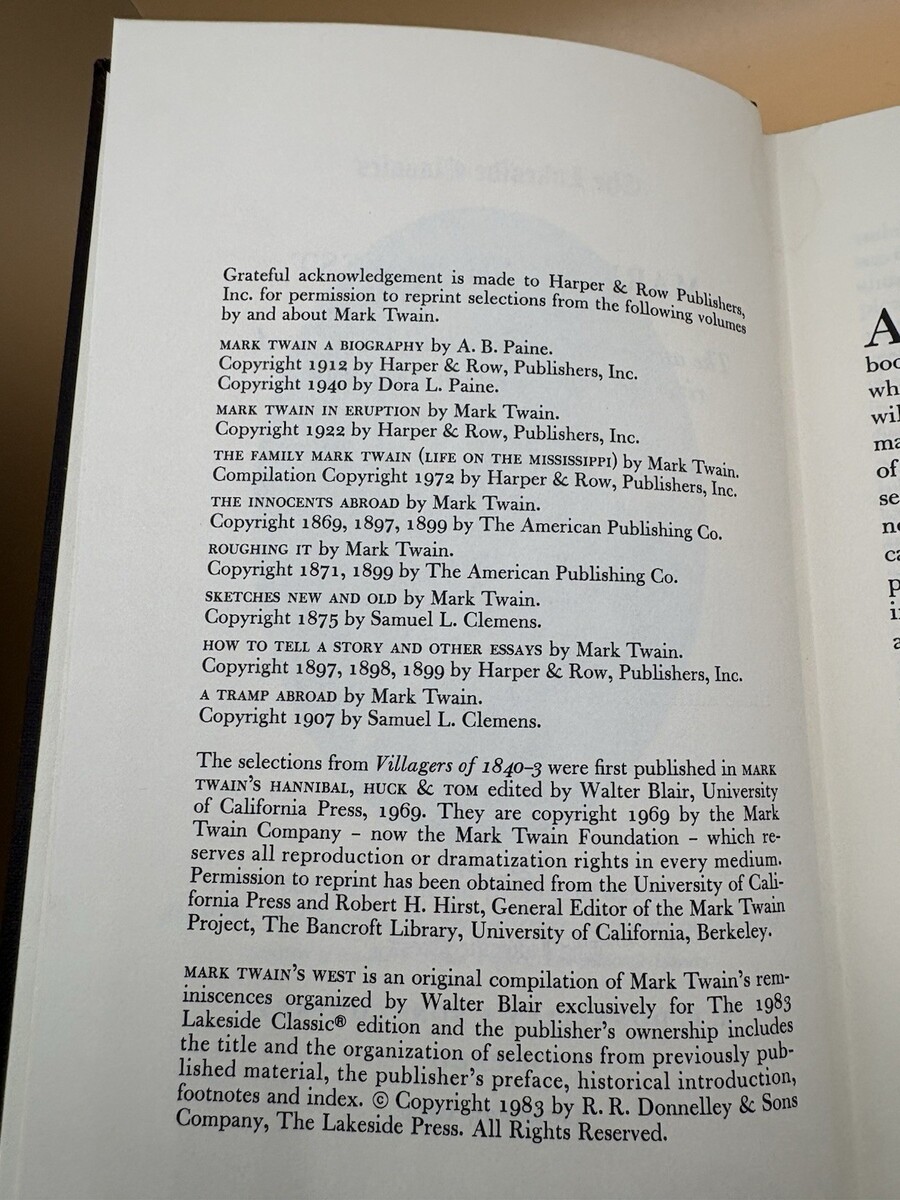 Grateful acknowledgement is made to Harper & Row Publishers,
Inc. for permission to reprint selections from the following volumes
by and about Mark Twain.
MARK TWAIN A BIOGRAPHY by A. B. Paine.
Copyright 1912 by Harper & Row, Publishers, Inc.
Copyright 1940 by Dora L. Paine.
MARK TWAIN IN ERUPTION by Mark Twain.
Copyright 1922 by Harper & Row, Publishers, Inc.
THE FAMILY MARK TWAIN (LIFE ON THE MISSISSIPPI) by Mark Twain.
Compilation Copyright 1972 by Harper & Row, Publishers, Inc.
THE INNOCENTS ABROAD by Mark Twain.
Copyright 1869, 1897, 1899 by The American Publishing Co.
ROUGHING IT by Mark Twain.
Copyright 1871, 1899 by The American Publishing Co.
SKETCHES NEW AND OLD by Mark Twain.
Copyright 1875 by Samuel L. Clemens.
HOW TO TELL A STORY AND OTHER ESSAYS by Mark Twain.
Copyright 1897, 1898, 1899 by Harper & Row, Publishers, Inc.
A TRAMP ABROAD by Mark Twain.
Copyright 1907 by Samuel L. Clemens.
The selections from Villagers of 1840-3 were first published in MARK
TWAIN'S HANNIBAL, HUCK & TOM edited by Walter Blair, University
of California Press, 1969. They are copyright 1969 by the Mark
Twain Company – now the Mark Twain Foundation – which re-
serves all reproduction or dramatization rights in every medium.
Permission to reprint has been obtained from the University of Cali-
fornia Press and Robert H. Hirst, General Editor of the Mark Twain
Project, The Bancroft Library, University of California, Berkeley.
MARK TWAIN'S WEST is an original compilation of Mark Twain's rem-
iniscences organized by Walter Blair exclusively for The 1983
Lakeside Classic® edition and the publisher's ownership includes
the title and the organization of selections from previously pub-
lished material, the publisher's preface, historical introduction,
footnotes and index. © Copyright 1983 by R. R. Donnelley & Sons
Company, The Lakeside Press. All Rights Reserved.